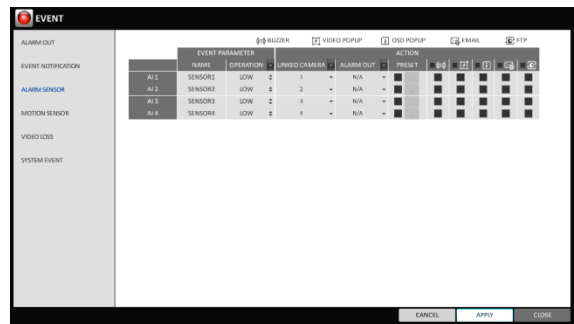 EVENT
ALARM OUT
EVENT NOTIFICATION
ALARM SENSOR
MOTION SENSOR
VIDEO LOSS
SYSTEM EVENT
BUZZER VIDEO POPUP OSD POPUP EMAIL FTP
EVENT PARAMETER ACTION
NAME OPERATION LINKED CAMERA ALARM OUT PRESET
AI 1 SENSOR1 LOW 1 N/A
AI 2 SENSOR2 LOW 2 N/A
AI 3 SENSOR3 LOW 3 N/A
AI 4 SENSOR4 LOW 4 N/A
CANCEL APPLY CLOSE